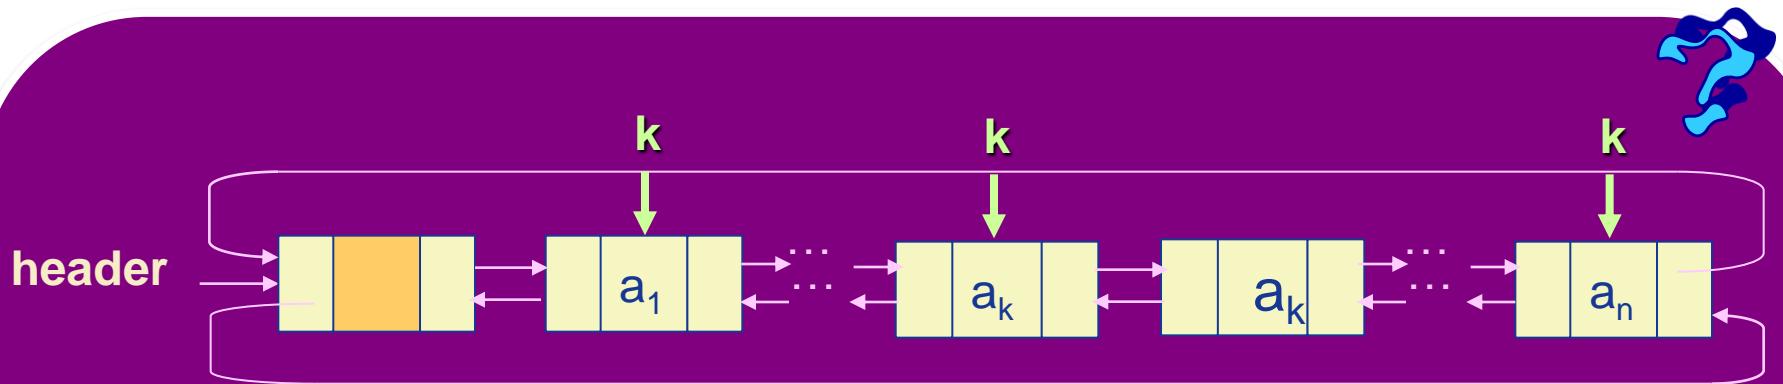 k k k
header
a₁ … … aₖ aₖ … … aₙ